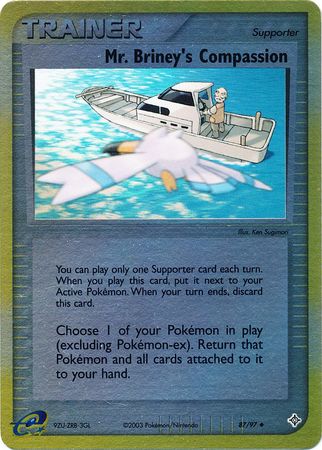 TRAINER
Supporter
Mr. Briney's Compassion
Illus. Ken Sugimori
You can play only one Supporter card each turn.
When you play this card, put it next to your
Active Pokémon. When your turn ends, discard
this card.
Choose 1 of your Pokémon in play
(excluding Pokémon-ex). Return that
Pokémon and all cards attached to it
to your hand.
e
9ZU-ZRB-3GL
©2003 Pokémon/Nintendo
87/97 ◆